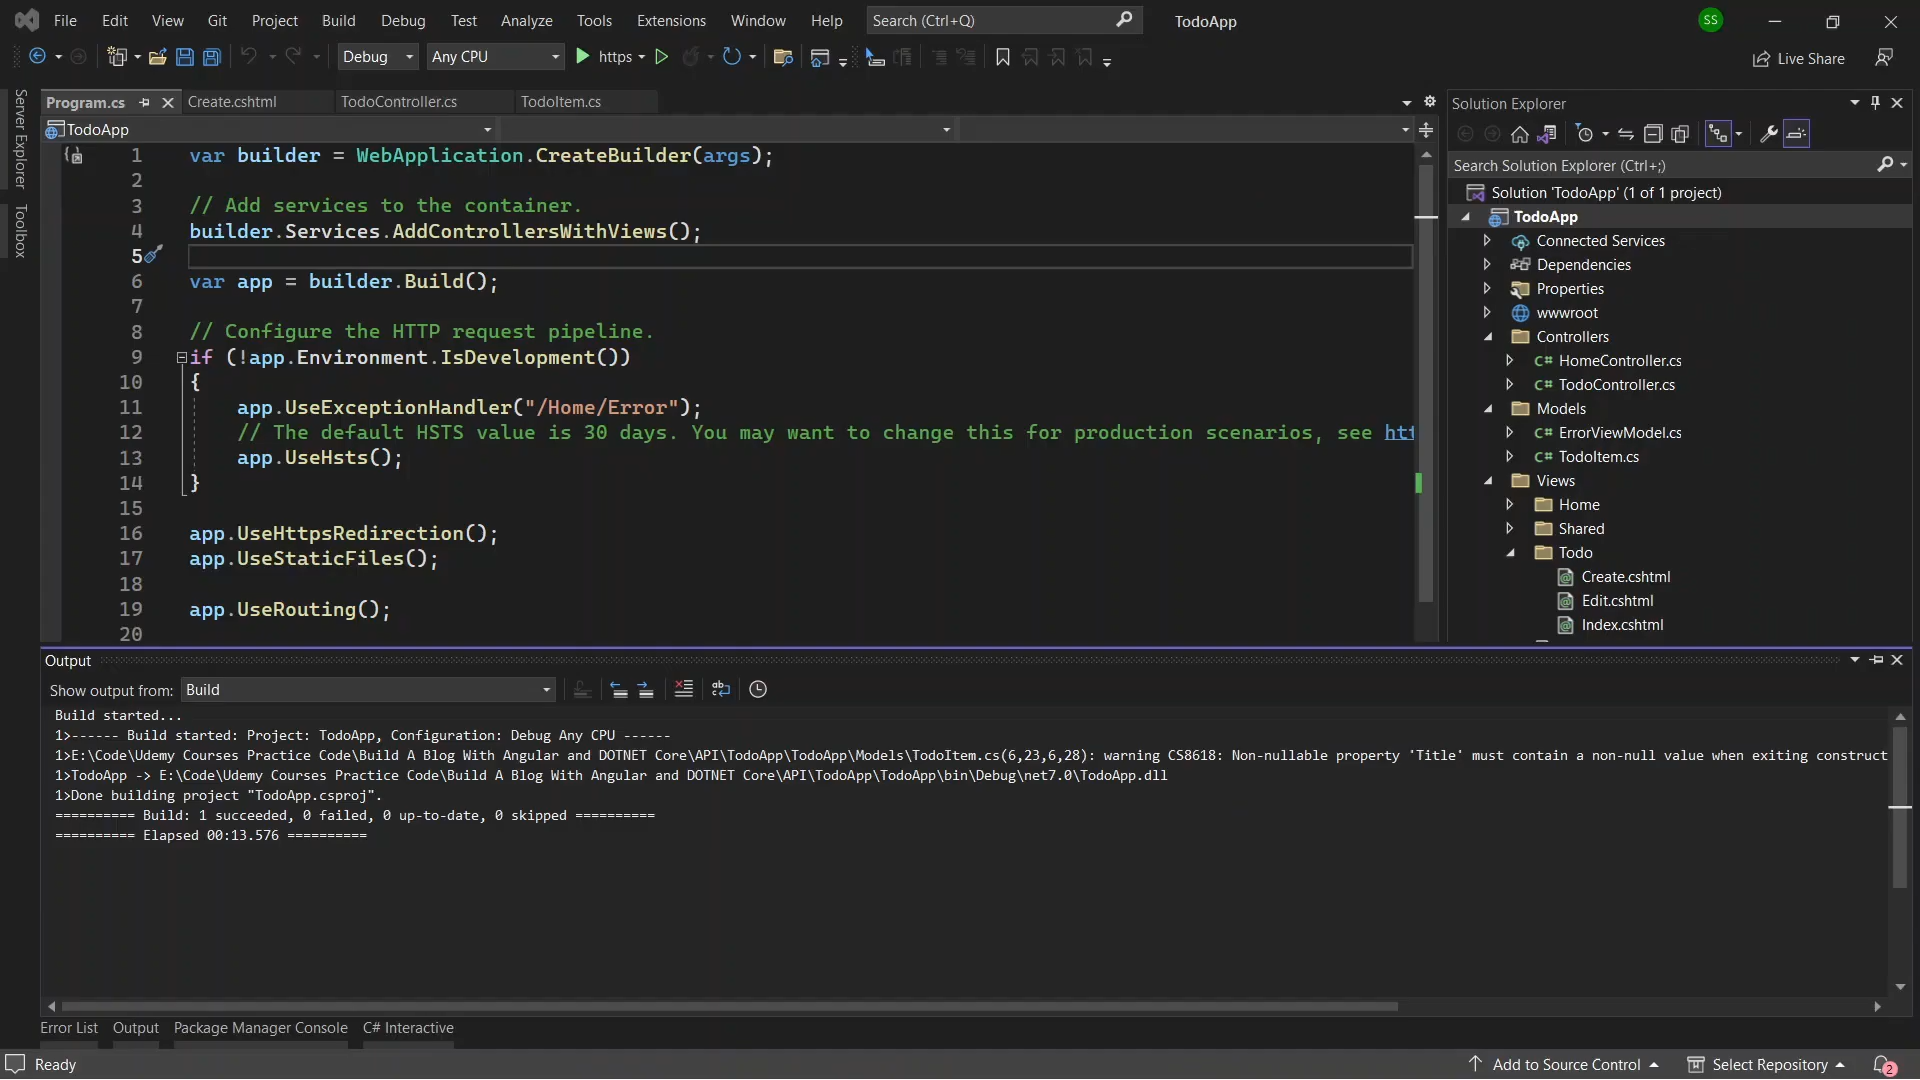 File Edit View Git Project Build Debug Test Analyze Tools Extensions Window Help Search (Ctrl+Q) TodoApp SS
Debug Any CPU https Live Share
Server Explorer
Toolbox
Program.cs Create.cshtml TodoController.cs TodoItem.cs
TodoApp
1 var builder = WebApplication.CreateBuilder(args);
2
3 // Add services to the container.
4 builder.Services.AddControllersWithViews();
5
6 var app = builder.Build();
7
8 // Configure the HTTP request pipeline.
9 if (!app.Environment.IsDevelopment())
10 {
11 app.UseExceptionHandler("/Home/Error");
12 // The default HSTS value is 30 days. You may want to change this for production scenarios, see htt
13 app.UseHsts();
14 }
15
16 app.UseHttpsRedirection();
17 app.UseStaticFiles();
18
19 app.UseRouting();
20
Solution Explorer
Search Solution Explorer (Ctrl+;)
Solution 'TodoApp' (1 of 1 project)
TodoApp
Connected Services
Dependencies
Properties
wwwroot
Controllers
C# HomeController.cs
C# TodoController.cs
Models
C# ErrorViewModel.cs
C# TodoItem.cs
Views
Home
Shared
Todo
Create.cshtml
Edit.cshtml
Index.cshtml
Output
Show output from: Build
Build started...
1>------ Build started: Project: TodoApp, Configuration: Debug Any CPU ------
1>E:\Code\Udemy Courses Practice Code\Build A Blog With Angular and DOTNET Core\API\TodoApp\TodoApp\Models\TodoItem.cs(6,23,6,28): warning CS8618: Non-nullable property 'Title' must contain a non-null value when exiting construct
1>TodoApp -> E:\Code\Udemy Courses Practice Code\Build A Blog With Angular and DOTNET Core\API\TodoApp\TodoApp\bin\Debug\net7.0\TodoApp.dll
1>Done building project "TodoApp.csproj".
========== Build: 1 succeeded, 0 failed, 0 up-to-date, 0 skipped ==========
========== Elapsed 00:13.576 ==========
Error List Output Package Manager Console C# Interactive
Ready Add to Source Control Select Repository 2